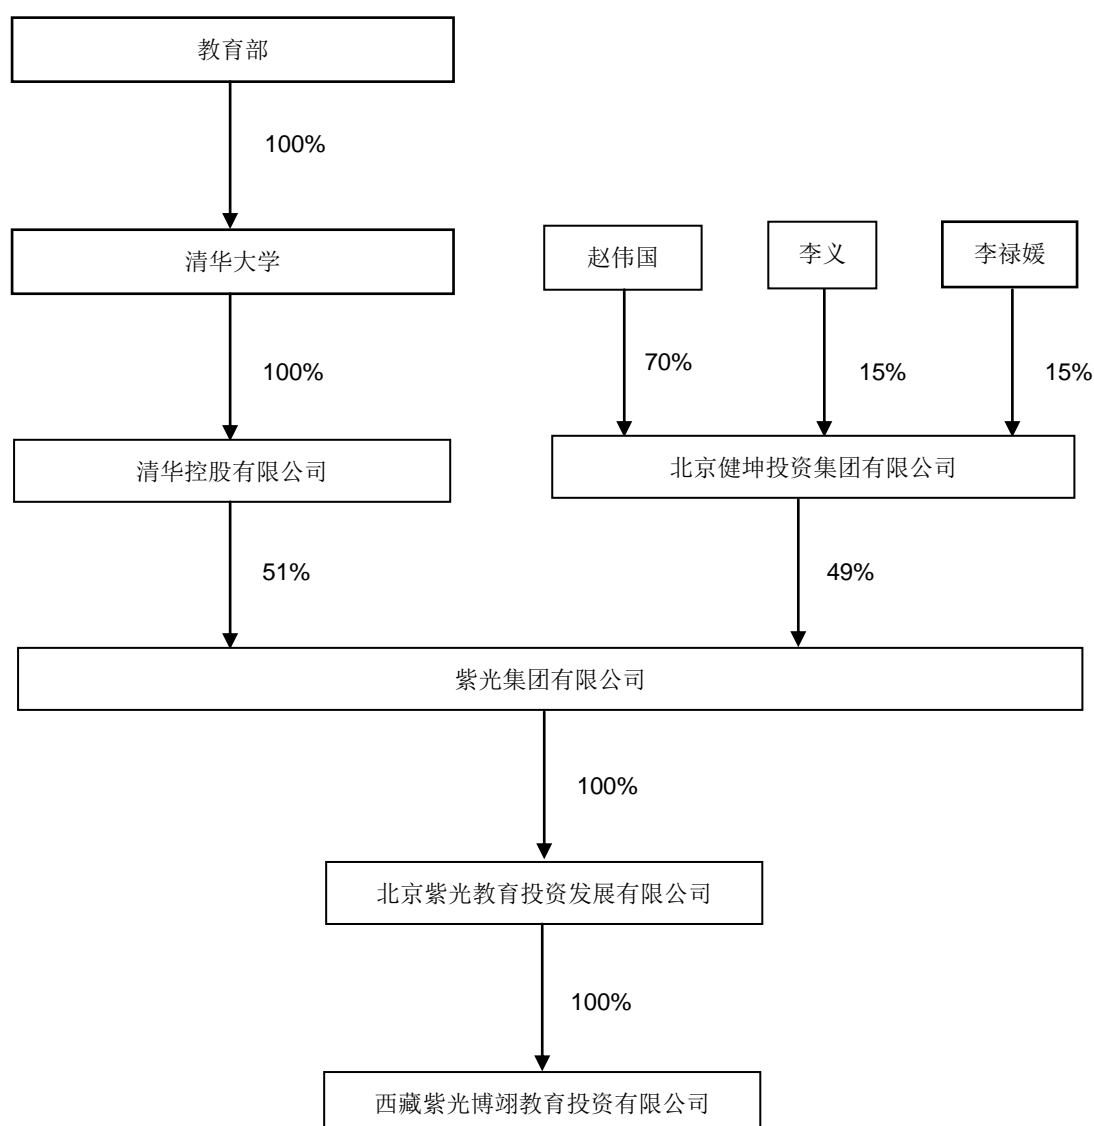 教育部
100%
清华大学
赵伟国
李义
李禄媛
100%
70%
15%
15%
清华控股有限公司
北京健坤投资集团有限公司
51%
49%
紫光集团有限公司
100%
北京紫光教育投资发展有限公司
100%
西藏紫光博翊教育投资有限公司